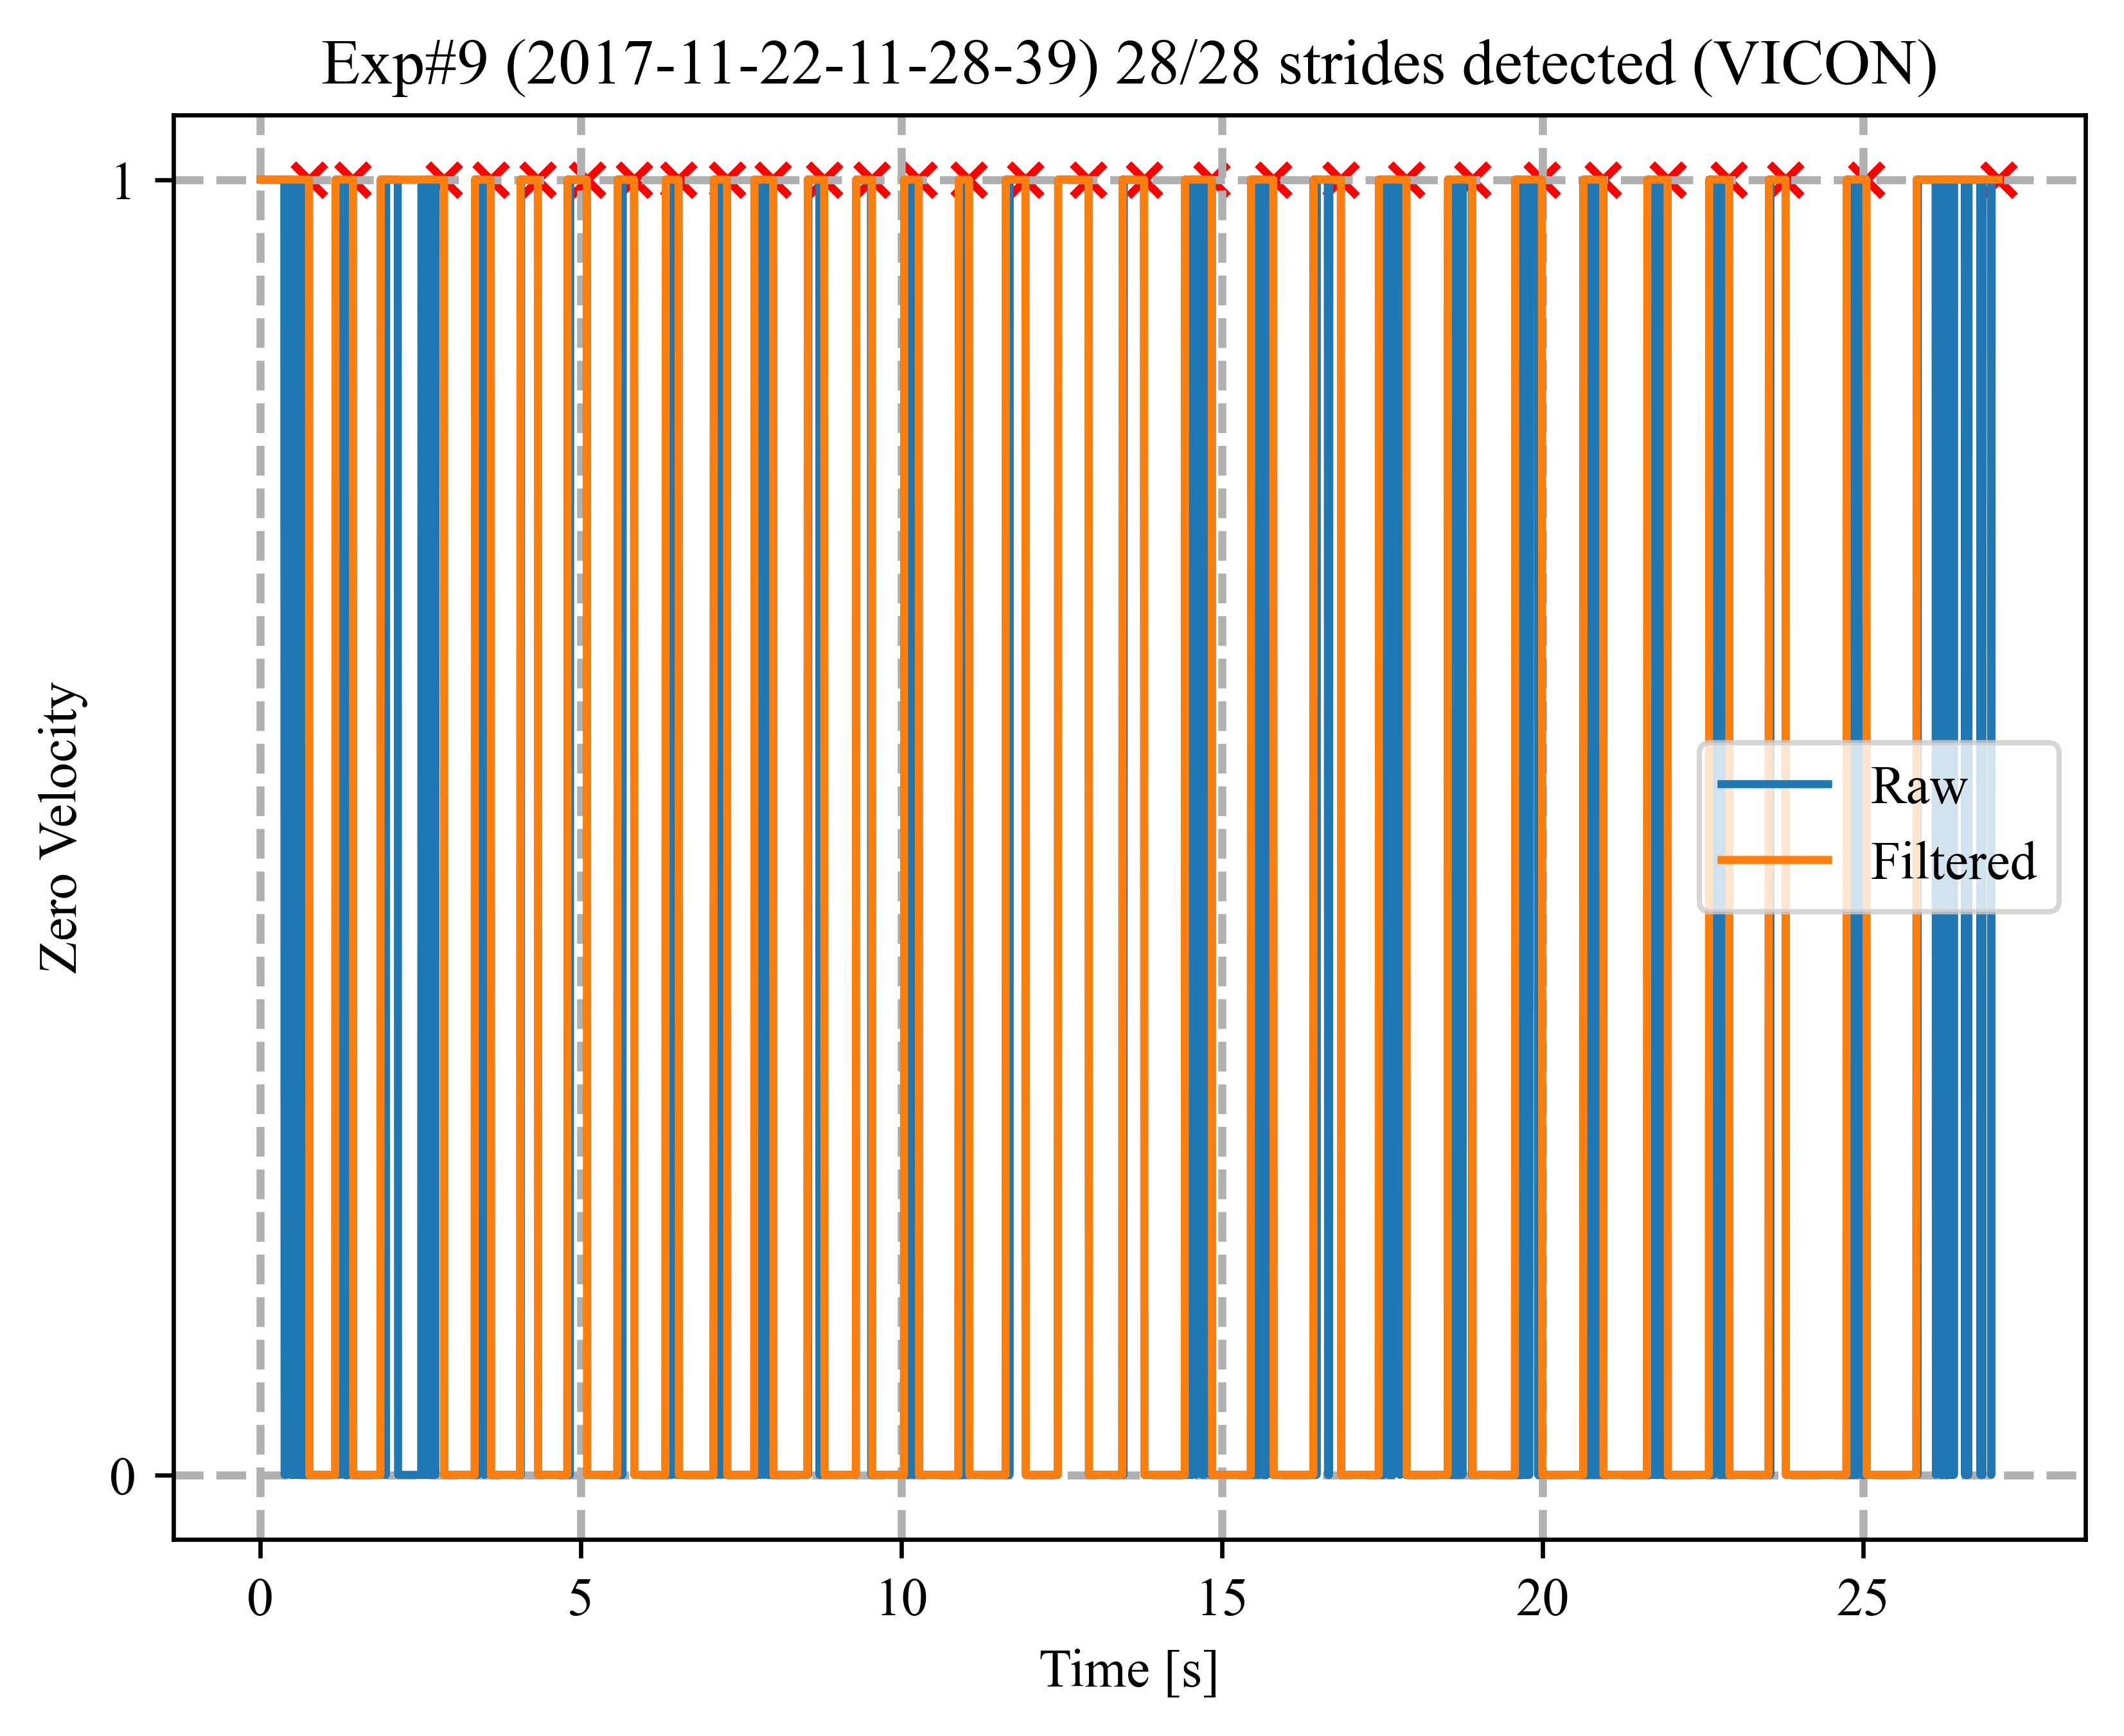 Exp#9 (2017-11-22-11-28-39) 28/28 strides detected (VICON)
1
Zero Velocity
Raw
Filtered
0
0 5 10 15 20 25
Time [s]